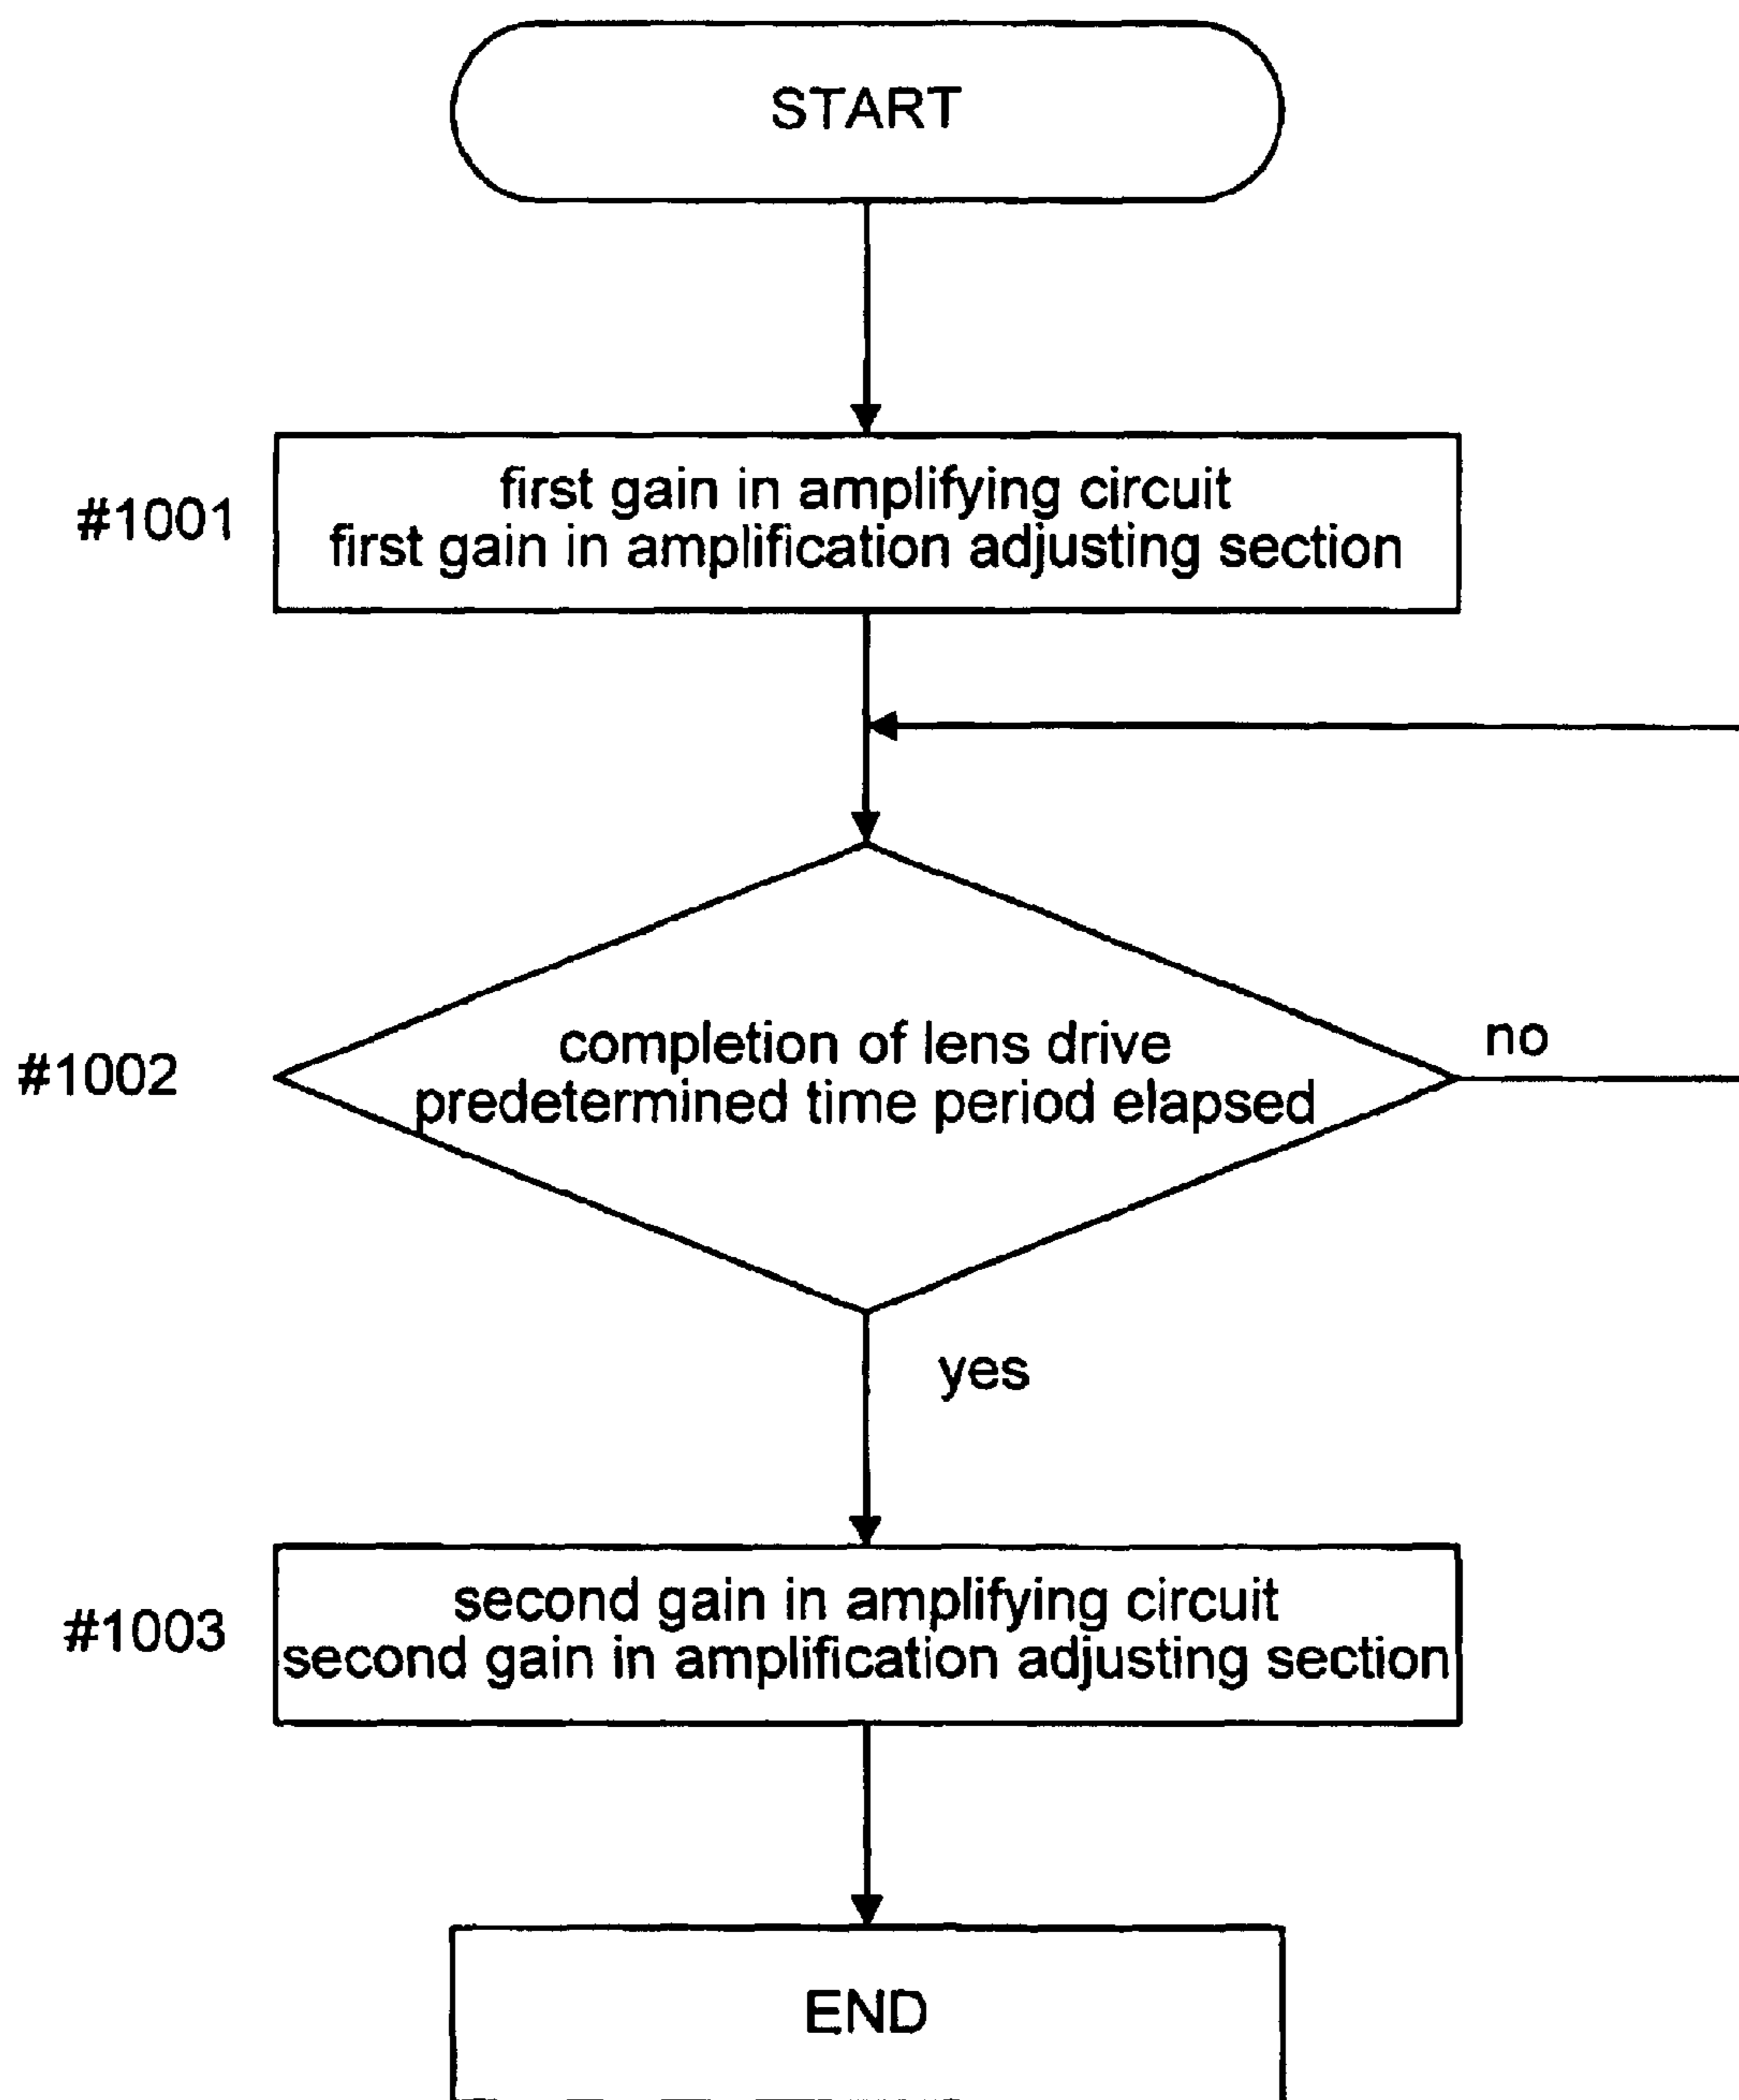 START
#1001
first gain in amplifying circuit
first gain in amplification adjusting section
#1002
completion of lens drive
predetermined time period elapsed
no
yes
#1003
second gain in amplifying circuit
second gain in amplification adjusting section
END